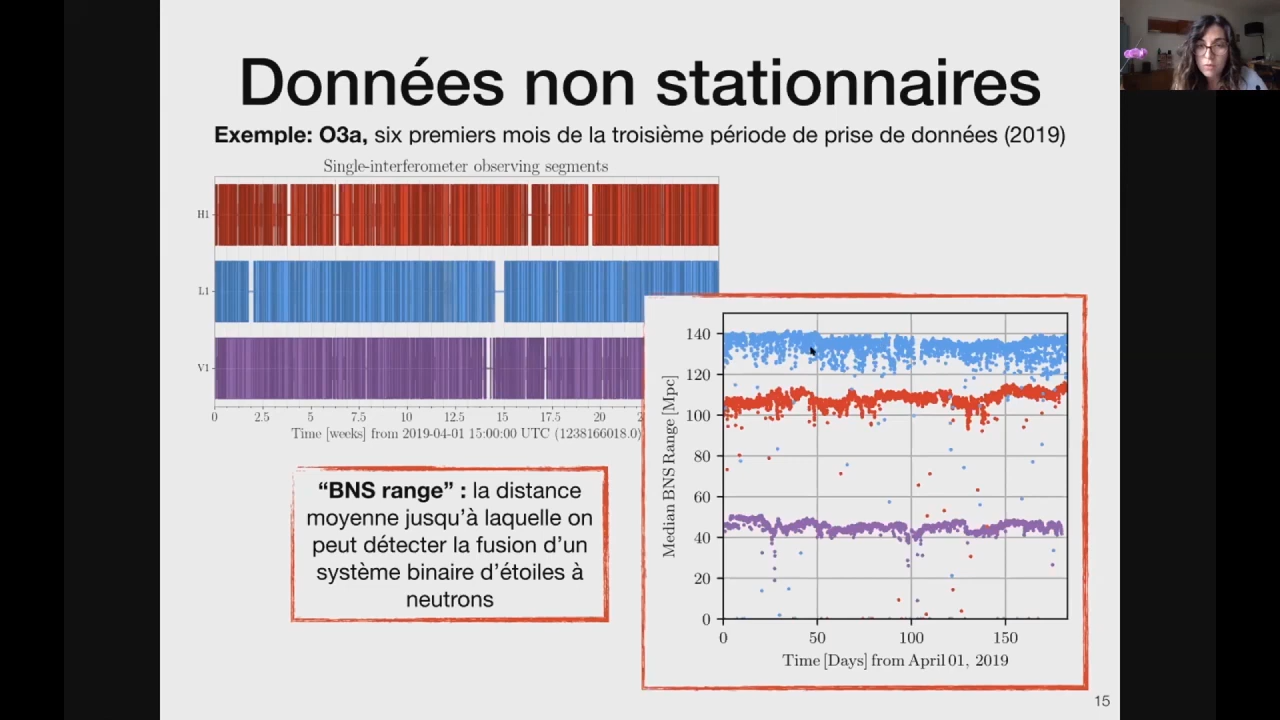 Données non stationnaires
Exemple: O3a, six premiers mois de la troisième période de prise de données (2019)
Single-interferometer observing segments
H1
L1
V1
0 2.5 5 7.5 10 12.5 15 17.5 20 2
Time [weeks] from 2019-04-01 15:00:00 UTC (1238166018.0)
“BNS range” : la distance
moyenne jusqu’à laquelle on
peut détecter la fusion d’un
système binaire d’étoiles à
neutrons
Median BNS Range [Mpc]
140
120
100
80
60
40
20
0
0 50 100 150
Time [Days] from April 01, 2019
15